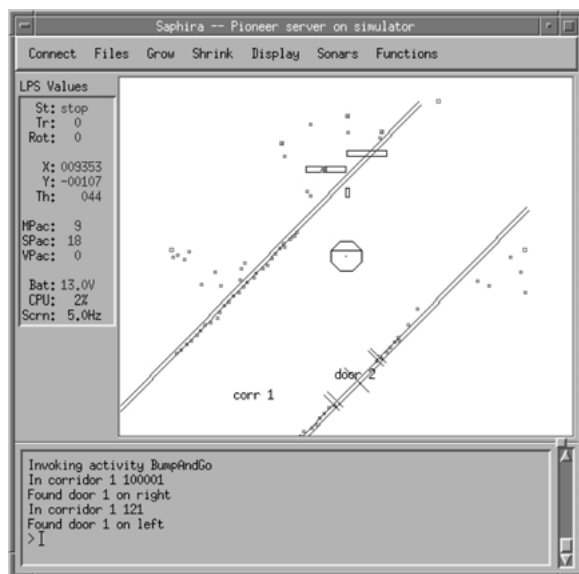 Saphira -- Pioneer server on simulator
Connect Files Grow Shrink Display Sonars Functions
LPS Values
St: stop
Tr: 0
Rot: 0
X: 009353
Y: -00107
Th: 044
MPac: 9
SPac: 18
VPac: 0
Bat: 13.0V
CPU: 2%
Scrn: 5.0Hz
door 2
corr 1
Invoking activity BumpAndGo
In corridor 1 100001
Found door 1 on right
In corridor 1 121
Found door 1 on left
>